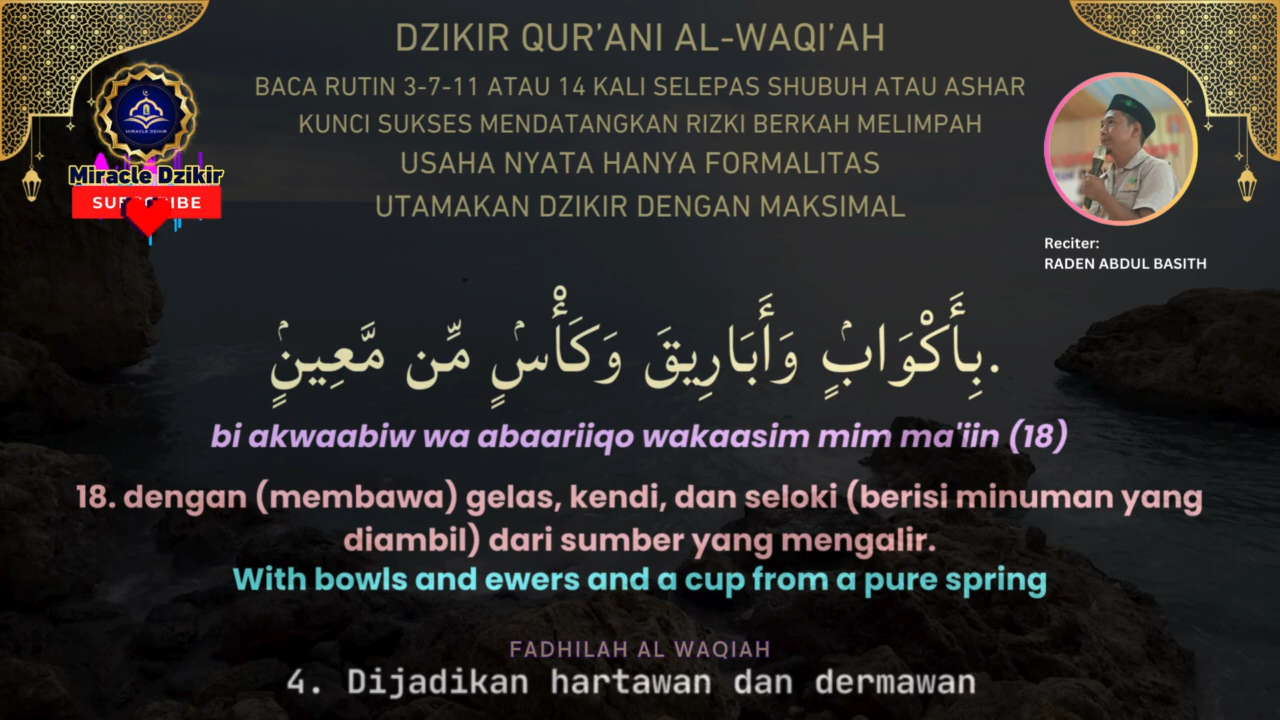 DZIKIR QUR'ANI AL-WAQI'AH
BACA RUTIN 3-7-11 ATAU 14 KALI SELEPAS SHUBUH ATAU ASHAR
KUNCI SUKSES MENDATANGKAN RIZKI BERKAH MELIMPAH
USAHA NYATA HANYA FORMALITAS
UTAMAKAN DZIKIR DENGAN MAKSIMAL
MIRACLE DZIKIR
Miracle Dzikir
Reciter:
RADEN ABDUL BASITH
بِأَكْوَابٍۢ وَأَبَارِيقَ وَكَأْسٍۢ مِّن مَّعِينٍۢ.
bi akwaabiw wa abaariiqo wakaasim mim ma'iin (18)
18. dengan (membawa) gelas, kendi, dan seloki (berisi minuman yang
diambil) dari sumber yang mengalir.
With bowls and ewers and a cup from a pure spring
FADHILAH AL WAQIAH
4. Dijadikan hartawan dan dermawan